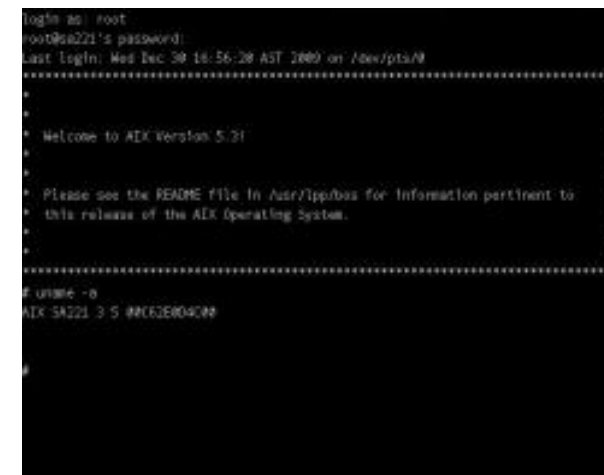 login as: root
root@sa221's password:
Last login: Wed Dec 30 16:56:20 AST 2009 on /dev/pts/0
*
*
* Welcome to AIX Version 5.3!
*
*
* Please see the README file in /usr/lpp/bos for information pertinent to
* this release of the AIX Operating System.
*
*
# uname -a
AIX SA221 3 5 00C62E0D4C00
#